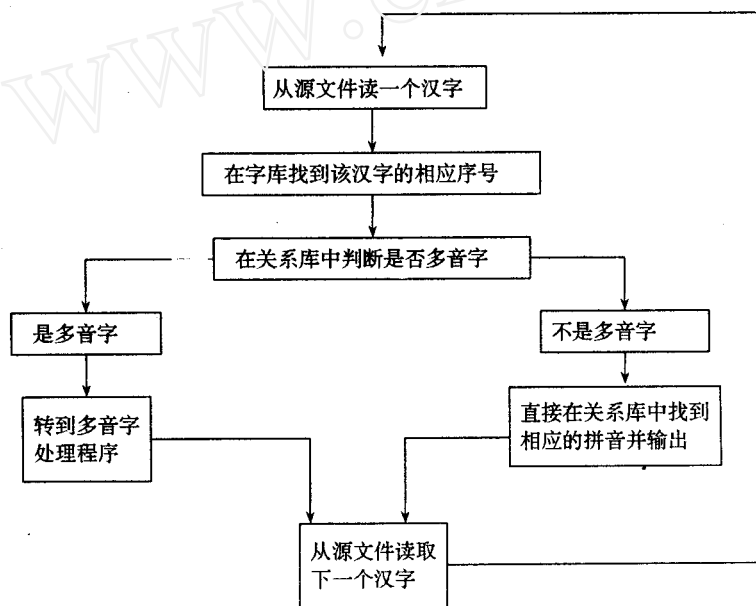 从源文件读一个汉字
在字库找到该汉字的相应序号
在关系库中判断是否多音字
是多音字
不是多音字
转到多音字
处理程序
直接在关系库中找到
相应的拼音并输出
从源文件读取
下一个汉字